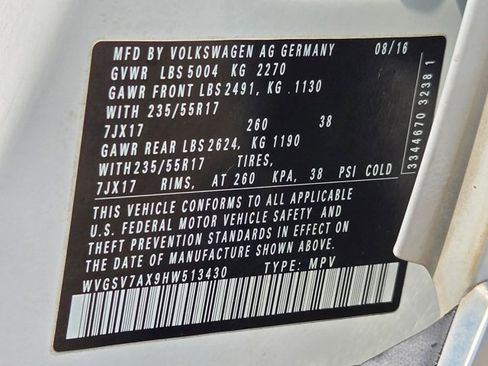 MFD BY VOLKSWAGEN AG GERMANY 08/16
GVWR LBS 5004 KG 2270
GAWR FRONT LBS 2491, KG .1130
WITH 235/55R17
7JX17 260 38
GAWR REAR LBS 2624, KG 1190
WITH 235/55R17 TIRES,
7JX17 RIMS, AT 260 KPA, 38 PSI COLD
THIS VEHICLE CONFORMS TO ALL APPLICABLE
U.S. FEDERAL MOTOR VEHICLE SAFETY AND
THEFT PREVENTION STANDARDS IN EFFECT ON
THE DATE OF MANUFACTURE SHOWN ABOVE.
WVGSV7AX9HW513430 TYPE: MPV
3344670 3238 1